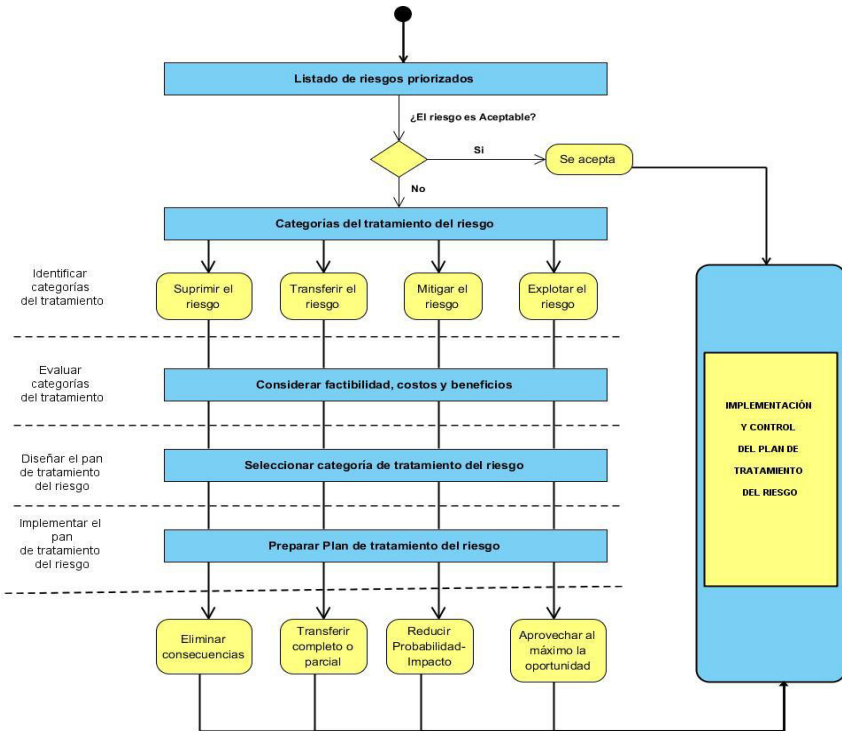 Listado de riesgos priorizados
¿El riesgo es Aceptable?
Si
Se acepta
No
Categorías del tratamiento del riesgo
Identificar
categorías
del tratamiento
Suprimir el
riesgo
Transferir el
riesgo
Mitigar el
riesgo
Explotar el
riesgo
Evaluar
categorías
del tratamiento
Considerar factibilidad, costos y beneficios
Diseñar el pan
de tratamiento
del riesgo
Seleccionar categoría de tratamiento del riesgo
Implementar el
pan
de tratamiento
del riesgo
Preparar Plan de tratamiento del riesgo
Eliminar
consecuencias
Transferir
completo o
parcial
Reducir
Probabilidad-
Impacto
Aprovechar al
máximo la
oportunidad
IMPLEMENTACIÓN
Y CONTROL
DEL PLAN DE
TRATAMIENTO
DEL RIESGO